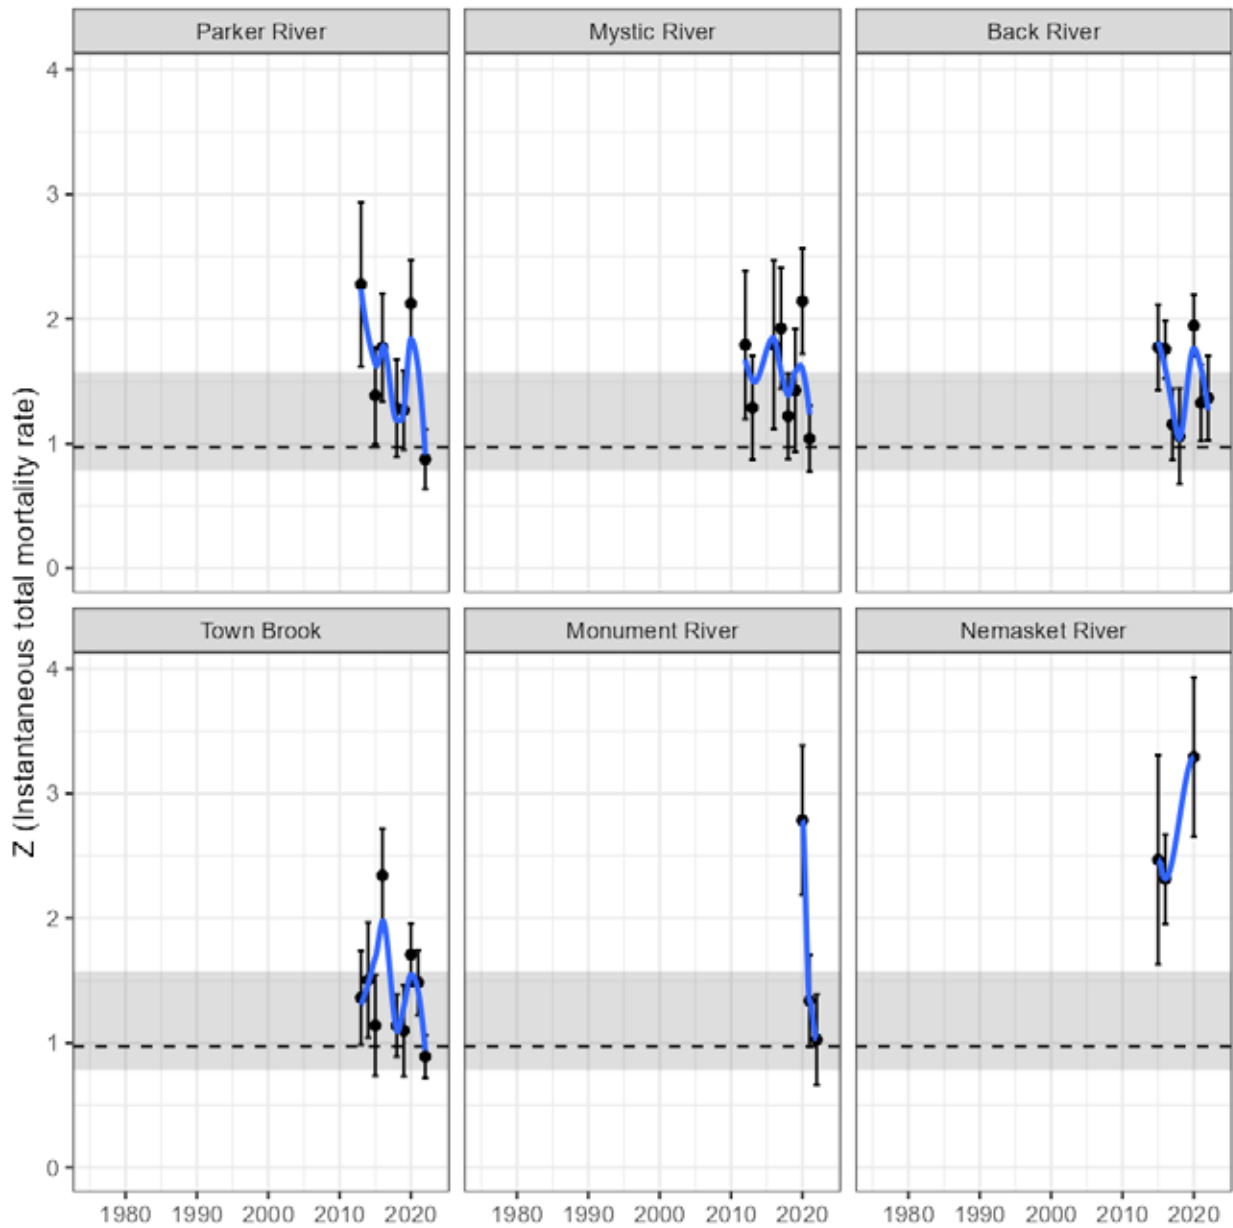 Parker River Mystic River Back River
4
3
2
1
0
Z (Instantaneous total mortality rate)
Town Brook Monument River Nemasket River
4
3
2
1
0
1980 1990 2000 2010 2020 1980 1990 2000 2010 2020 1980 1990 2000 2010 2020